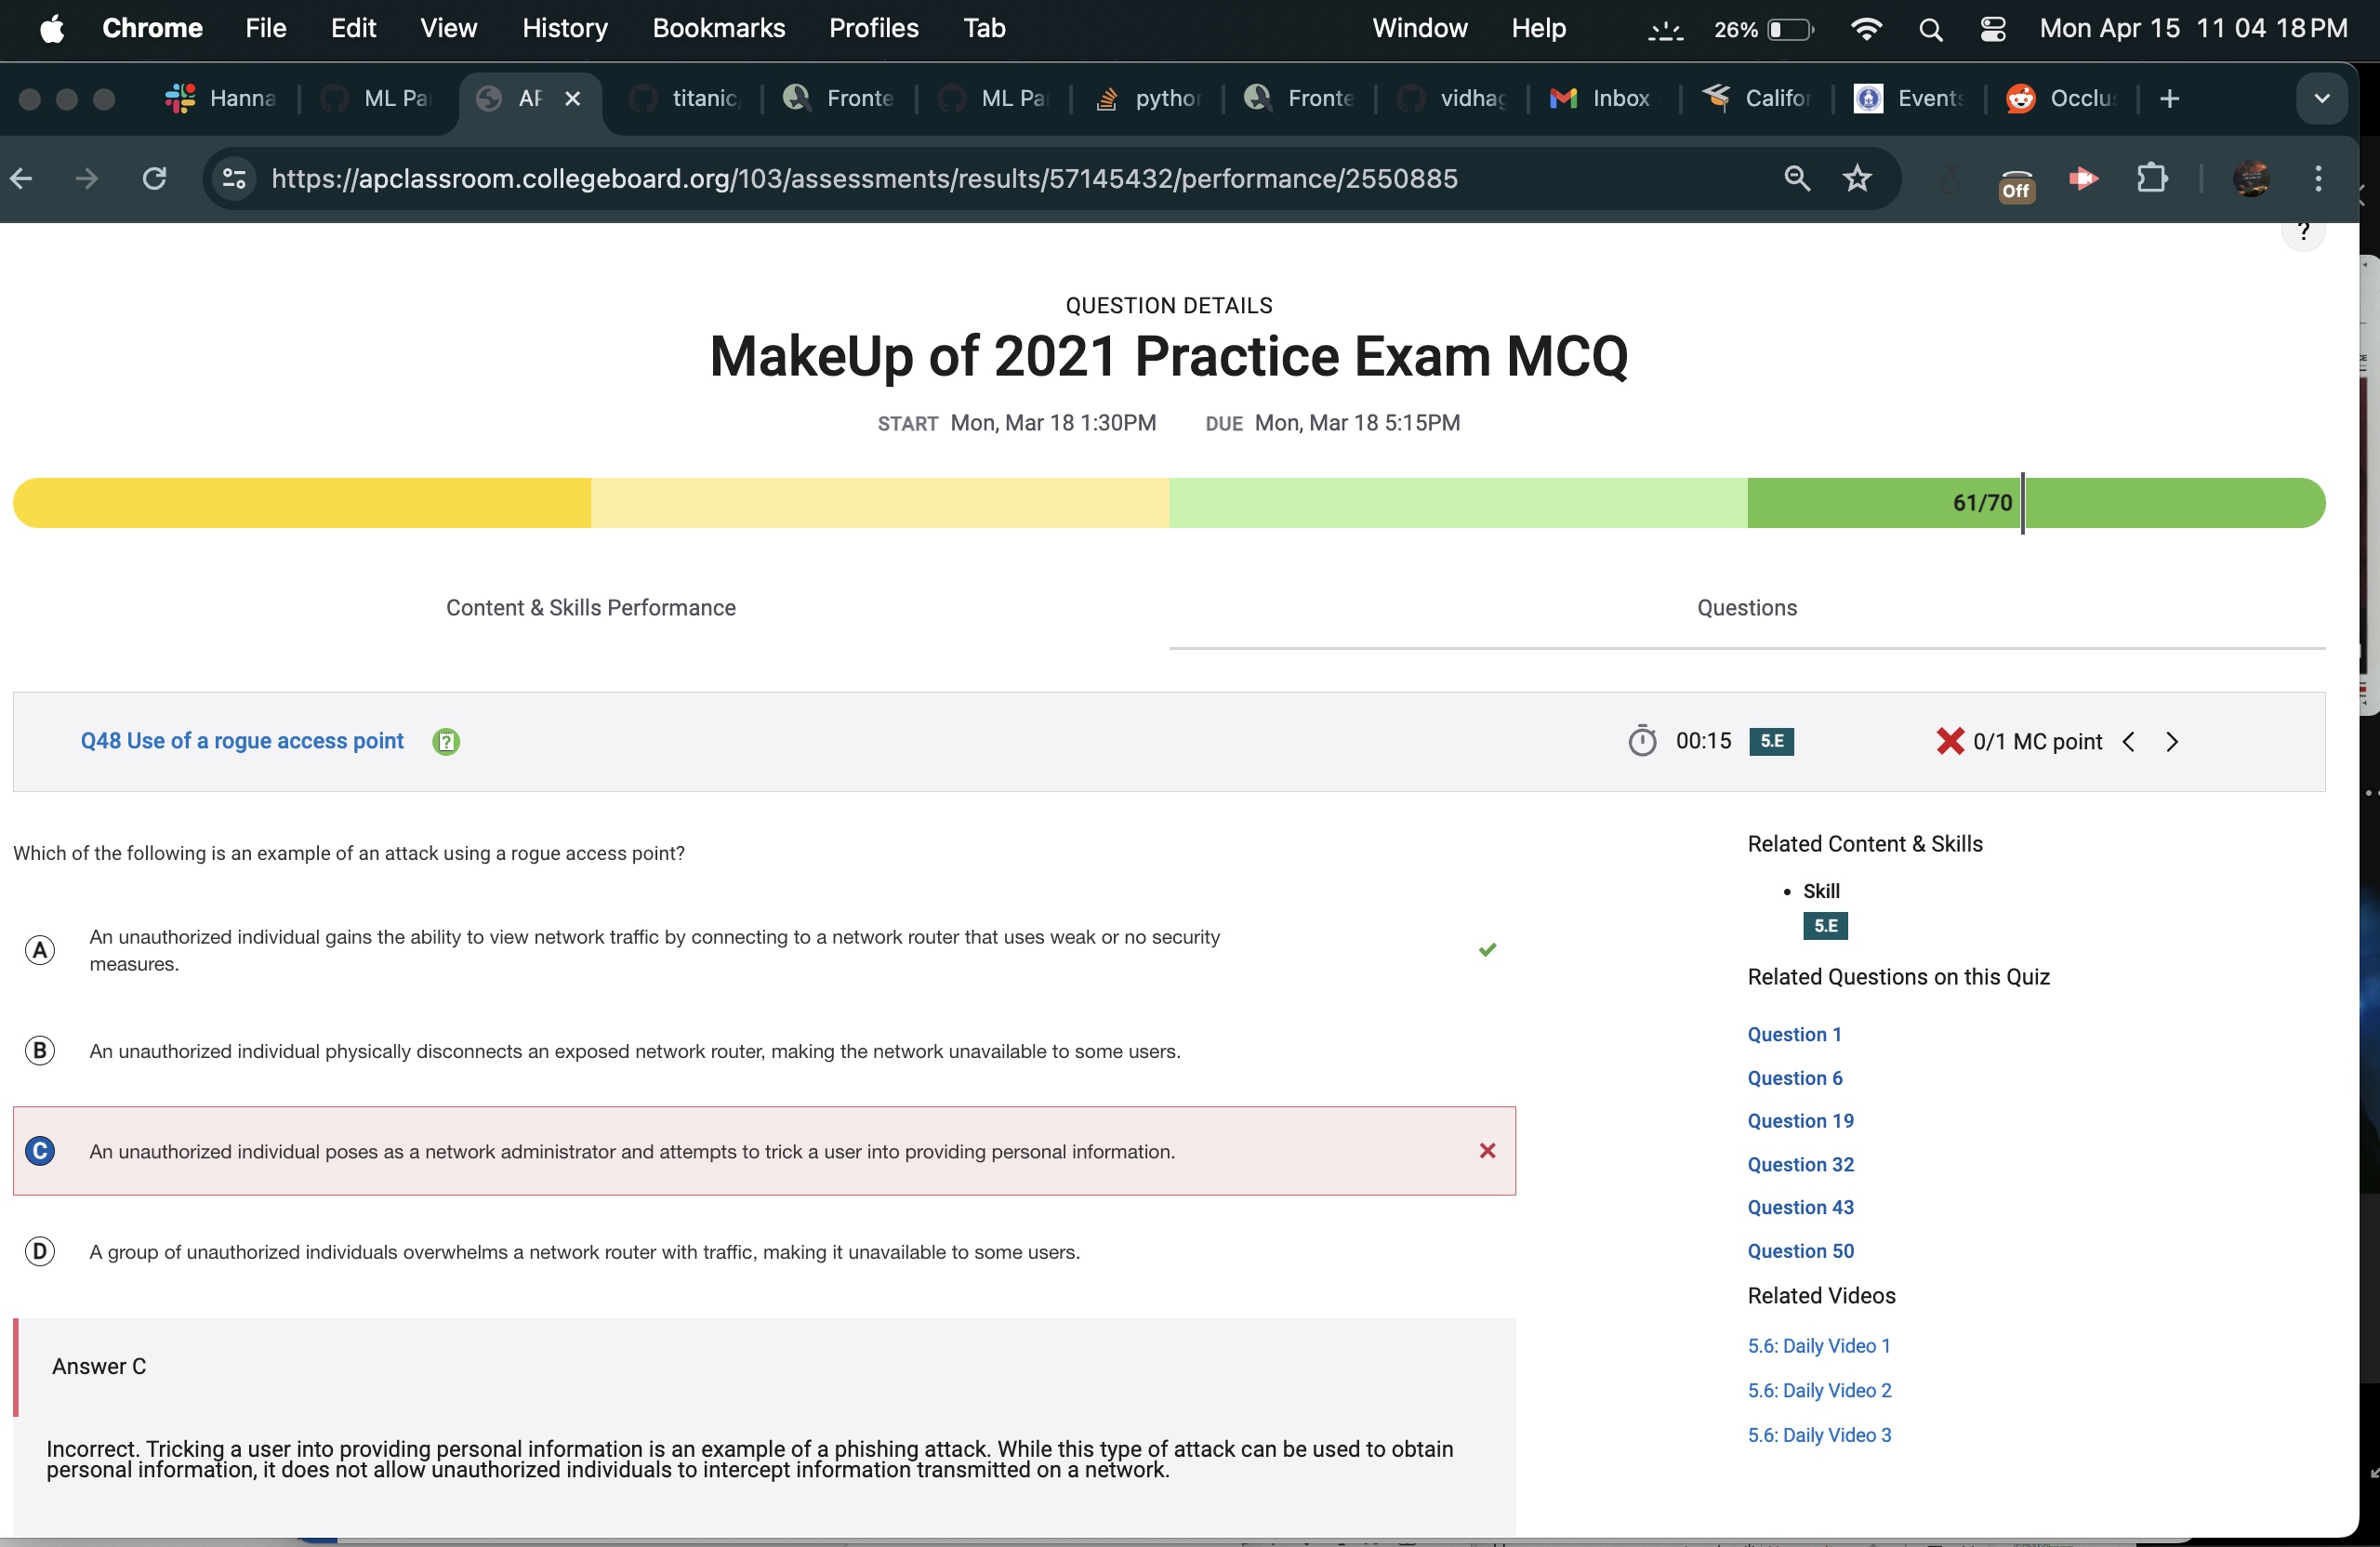 Chrome File Edit View History Bookmarks Profiles Tab Window Help 26% Mon Apr 15 11 04 18 PM
Hanna ML Pa AP titanic, Fronte ML Par python Fronte vidhag Inbox Califor Events Occlus
https://apclassroom.collegeboard.org/103/assessments/results/57145432/performance/2550885 Off
?
QUESTION DETAILS
MakeUp of 2021 Practice Exam MCQ
START Mon, Mar 18 1:30PM DUE Mon, Mar 18 5:15PM
61/70
Content & Skills Performance Questions
Q48 Use of a rogue access point ? 00:15 5.E 0/1 MC point
Which of the following is an example of an attack using a rogue access point?
A An unauthorized individual gains the ability to view network traffic by connecting to a network router that uses weak or no security
measures.
B An unauthorized individual physically disconnects an exposed network router, making the network unavailable to some users.
C An unauthorized individual poses as a network administrator and attempts to trick a user into providing personal information.
D A group of unauthorized individuals overwhelms a network router with traffic, making it unavailable to some users.
Answer C
Incorrect. Tricking a user into providing personal information is an example of a phishing attack. While this type of attack can be used to obtain
personal information, it does not allow unauthorized individuals to intercept information transmitted on a network.
Related Content & Skills
• Skill
5.E
Related Questions on this Quiz
Question 1
Question 6
Question 19
Question 32
Question 43
Question 50
Related Videos
5.6: Daily Video 1
5.6: Daily Video 2
5.6: Daily Video 3